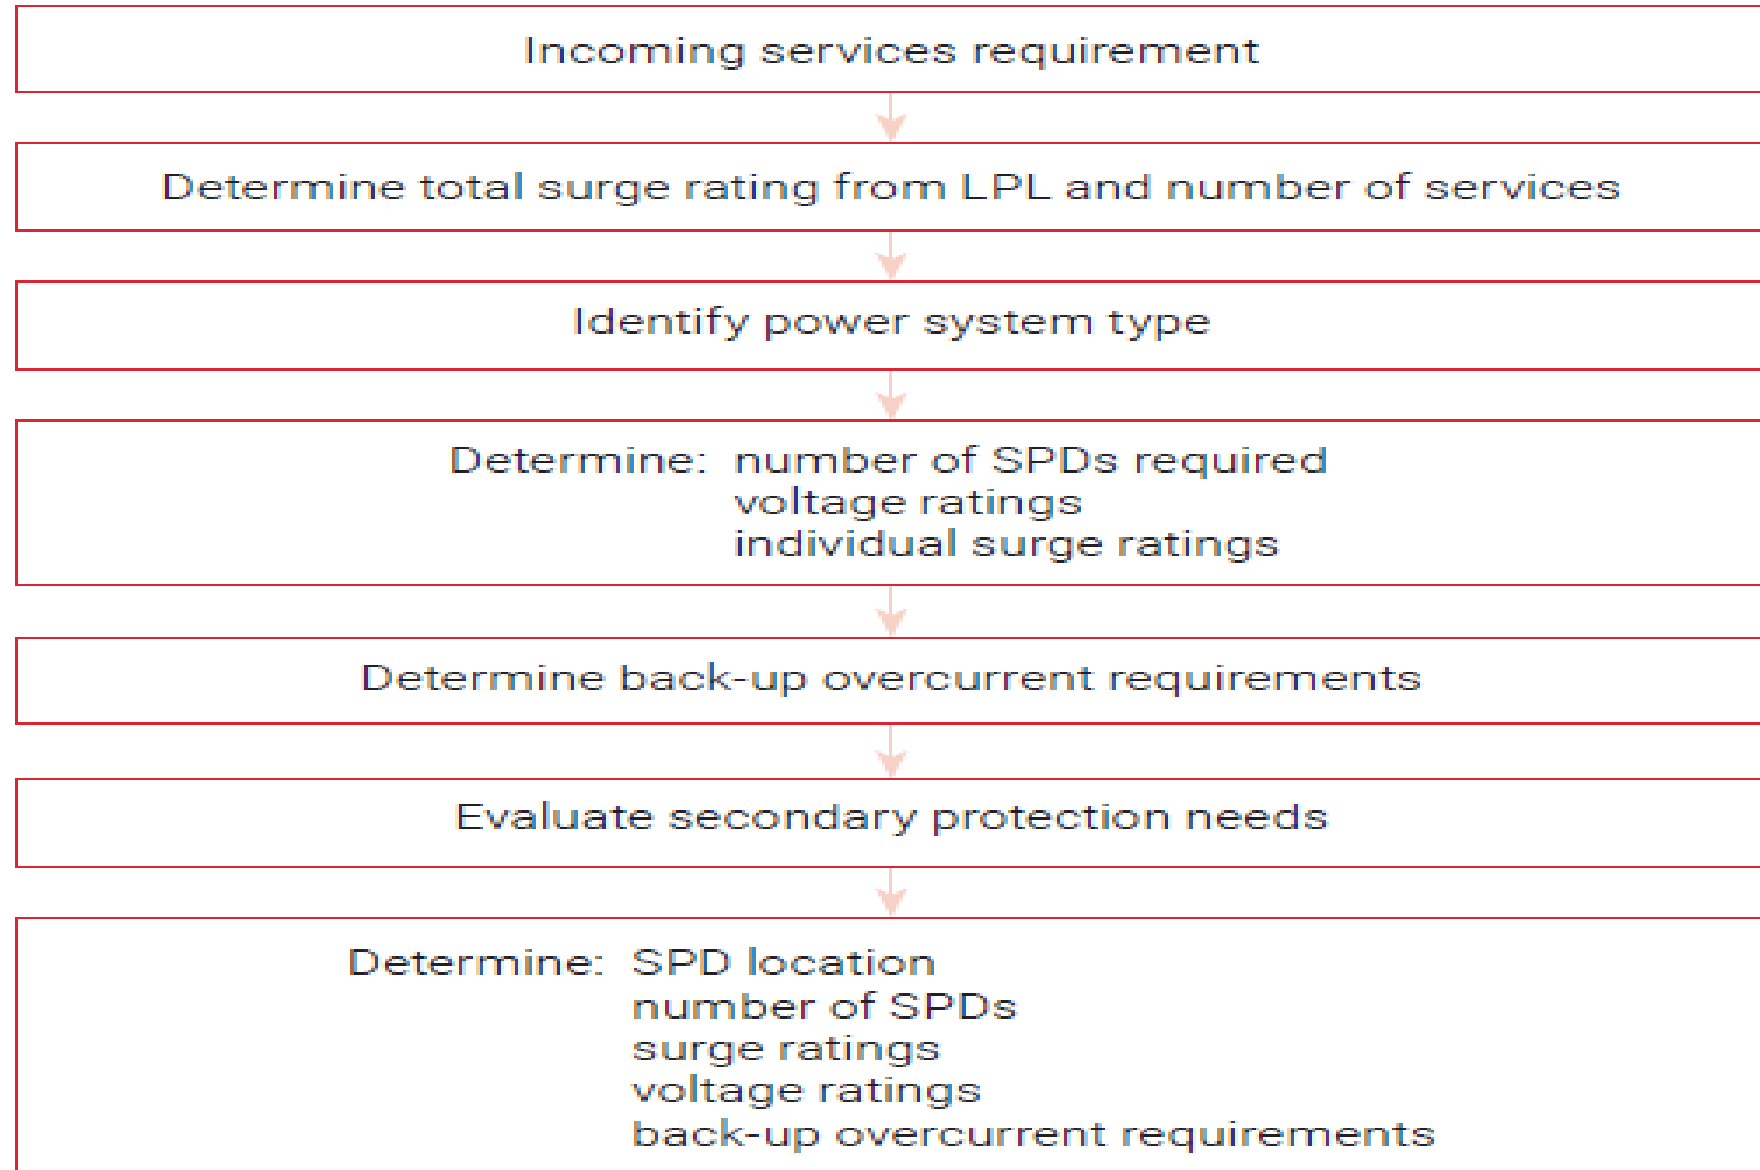 Incoming services requirement
Determine total surge rating from LPL and number of services
Identify power system type
Determine: number of SPDs required
voltage ratings
individual surge ratings
Determine back-up overcurrent requirements
Evaluate secondary protection needs
Determine: SPD location
number of SPDs
surge ratings
voltage ratings
back-up overcurrent requirements